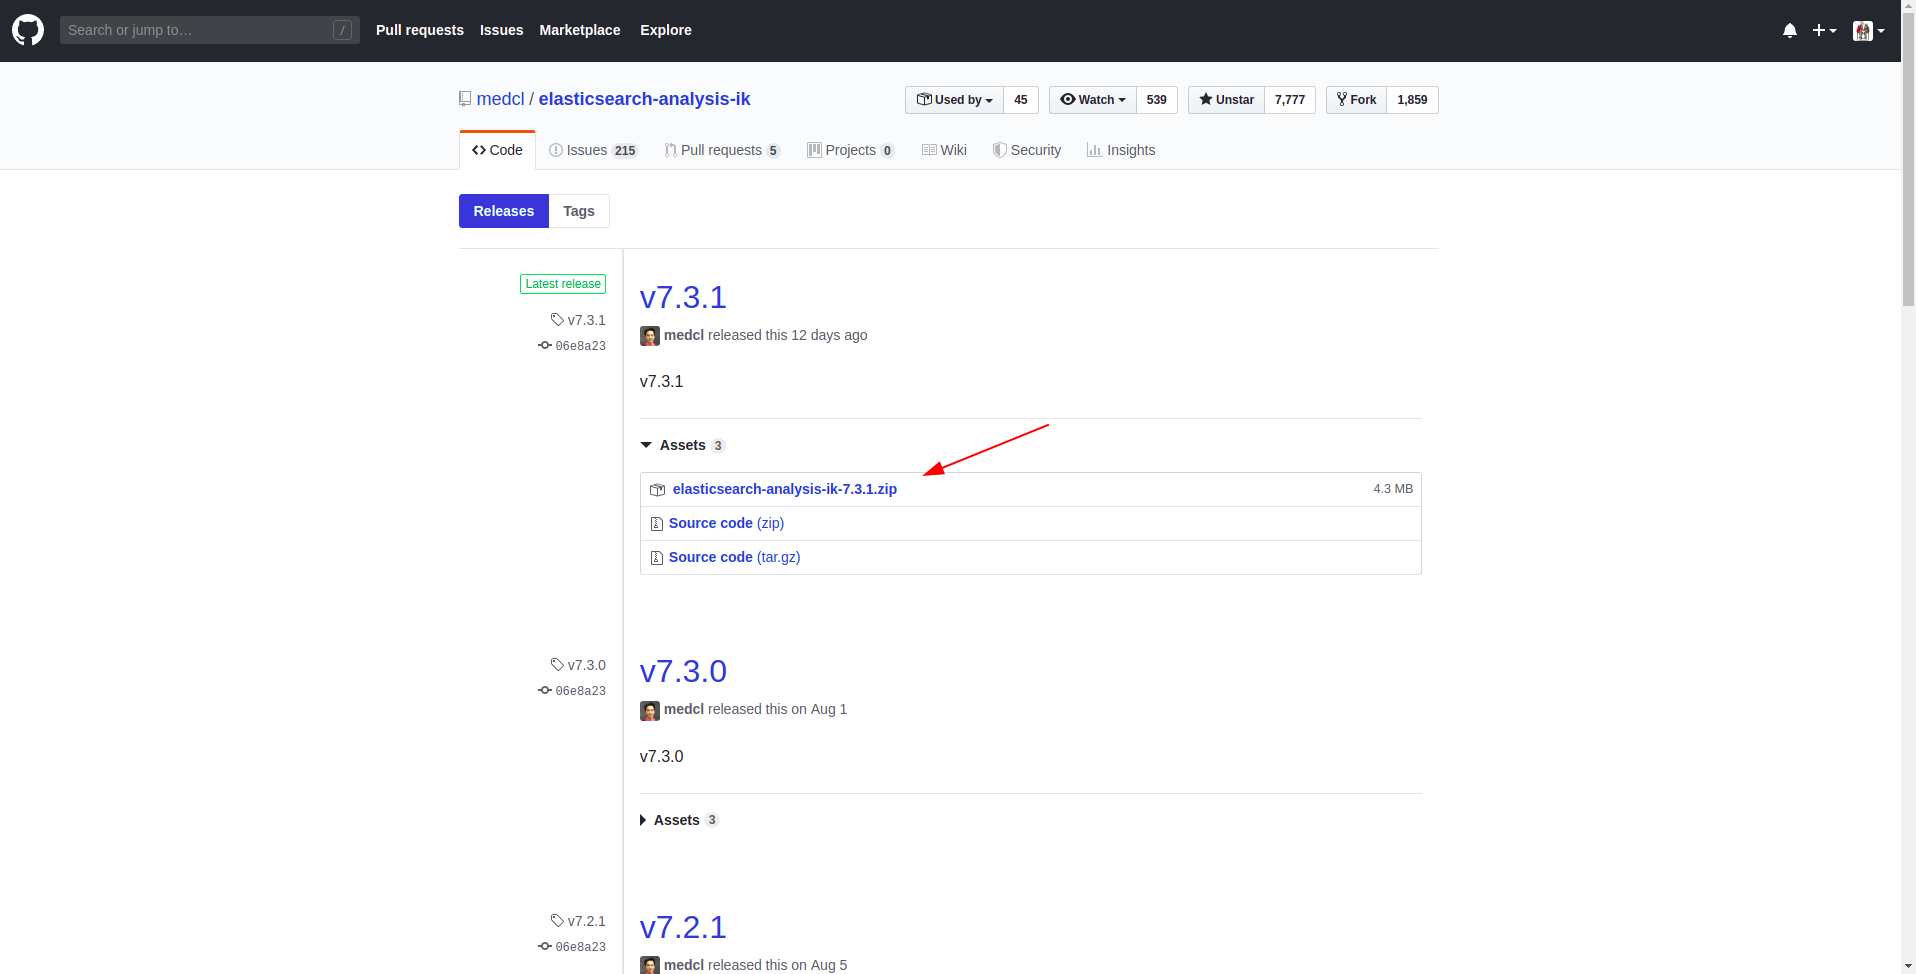 Search or jump to… /
Pull requests Issues Marketplace Explore
medcl / elasticsearch-analysis-ik
Used by 45 Watch 539 Unstar 7,777 Fork 1,859
Code Issues 215 Pull requests 5 Projects 0 Wiki Security Insights
Releases Tags
Latest release
v7.3.1
06e8a23
v7.3.1
medcl released this 12 days ago
v7.3.1
Assets 3
elasticsearch-analysis-ik-7.3.1.zip 4.3 MB
Source code (zip)
Source code (tar.gz)
v7.3.0
06e8a23
v7.3.0
medcl released this on Aug 1
v7.3.0
Assets 3
v7.2.1
06e8a23
v7.2.1
medcl released this on Aug 5